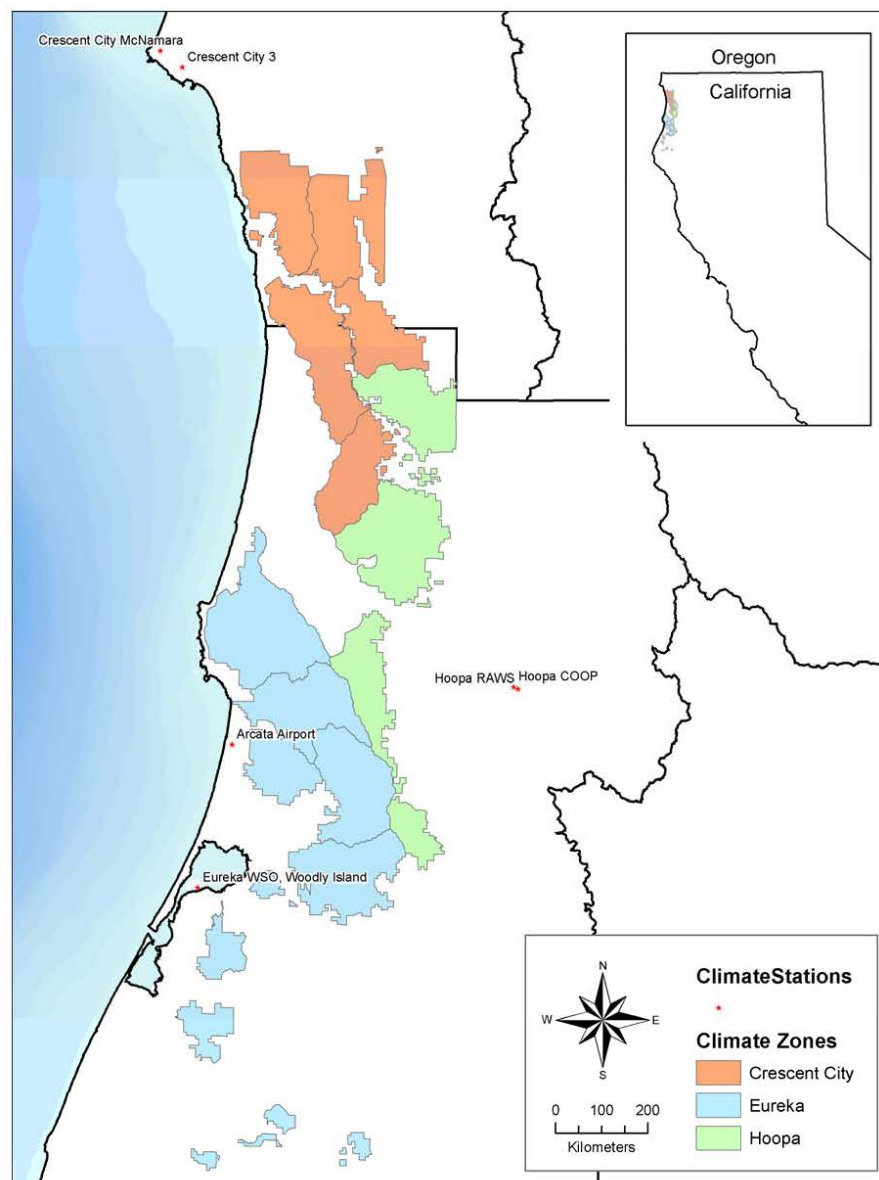 Crescent City McNamara
Crescent City 3
Oregon
California
Hoopa RAWS
Hoopa COOP
Arcata Airport
Eureka WSO, Woodly Island
N
W
E
S
0 100 200
Kilometers
ClimateStations
Climate Zones
Crescent City
Eureka
Hoopa